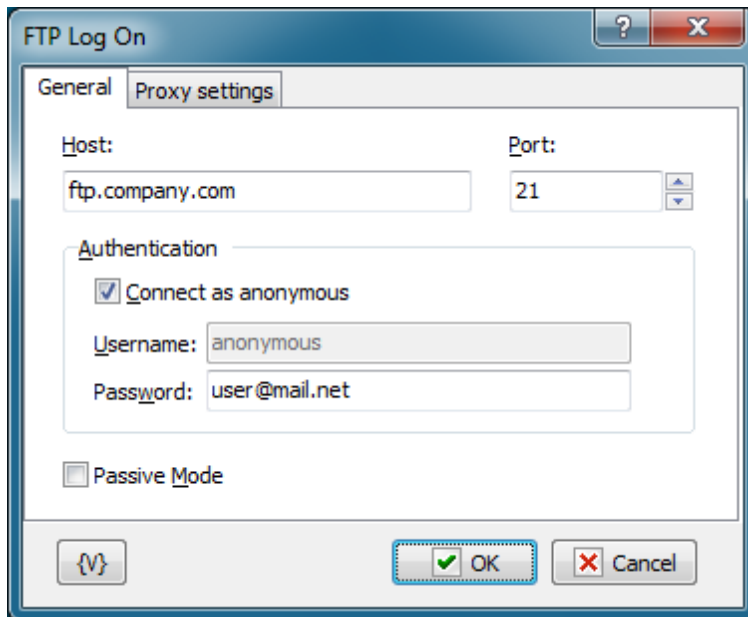 FTP Log On
General Proxy settings
Host: Port:
ftp.company.com 21
Authentication
Connect as anonymous
Username: anonymous
Password: user@mail.net
Passive Mode
{V} OK Cancel